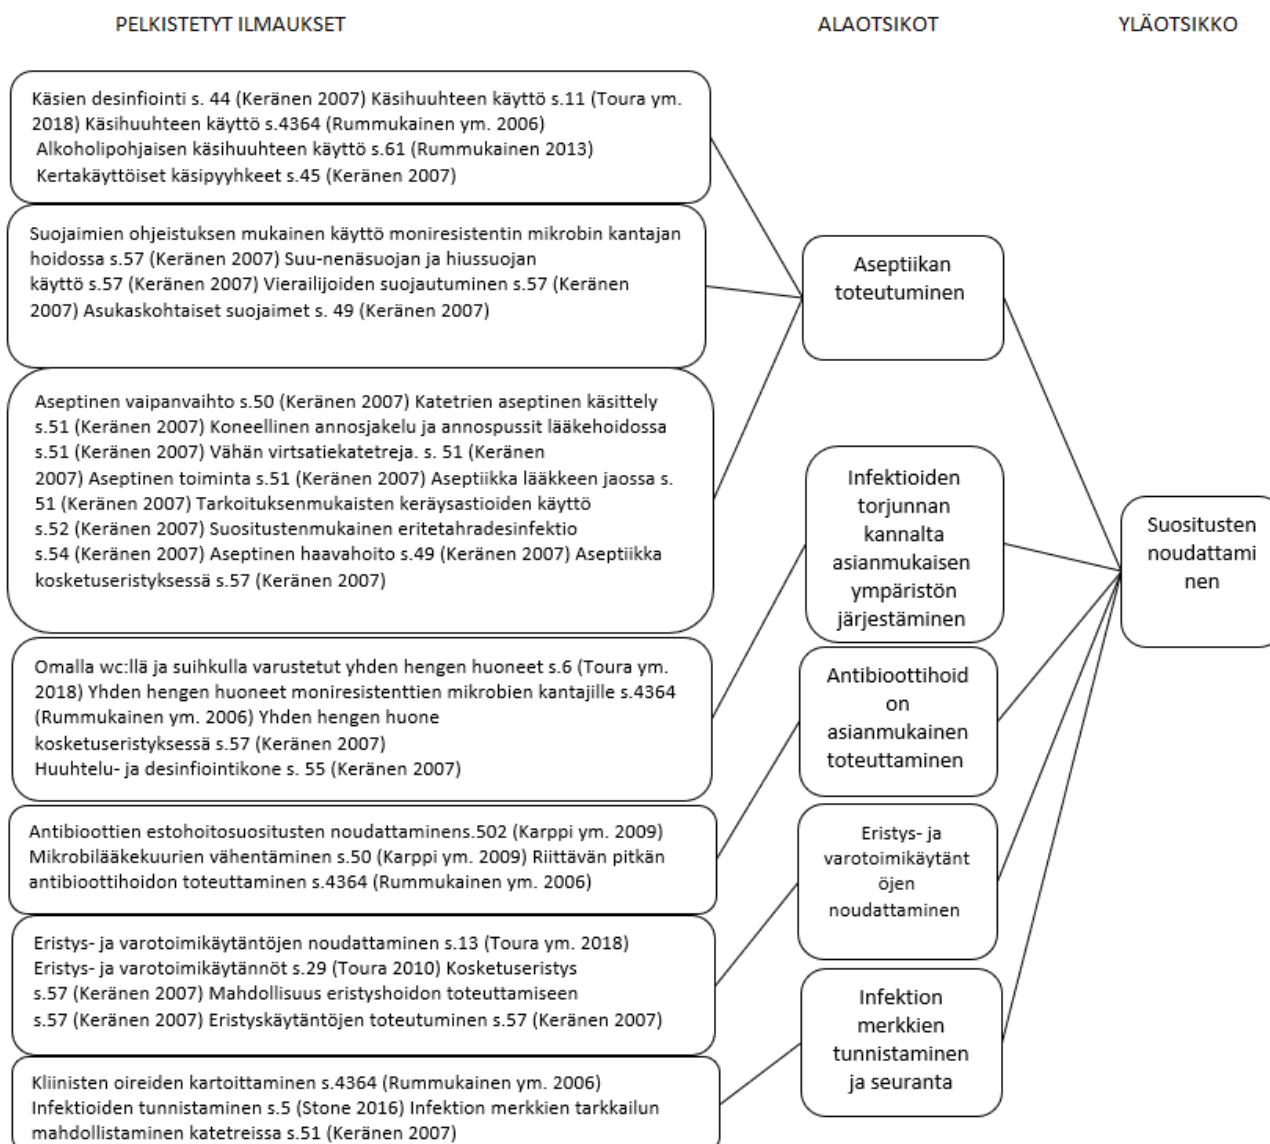 PELKISTETYT ILMAUKSET
ALAOTSIKOT
YLÄOTSIKKO
Käsien desinfiointi s. 44 (Keränen 2007) Käsihuuhteen käyttö s.11 (Toura ym.
2018) Käsihuuhteen käyttö s.4364 (Rummukainen ym. 2006)
Alkoholipohjaisen käsihuuhteen käyttö s.61 (Rummukainen 2013)
Kertakäyttöiset käsipyyhkeet s.45 (Keränen 2007)
Suojaimien ohjeistuksen mukainen käyttö moniresistentin mikrobin kantajan
hoidossa s.57 (Keränen 2007) Suu-nenäsuojan ja hiussuojan
käyttö s.57 (Keränen 2007) Vierailijoiden suojautuminen s.57 (Keränen
2007) Asukaskohtaiset suojaimet s. 49 (Keränen 2007)
Aseptinen vaipanvaihto s.50 (Keränen 2007) Katetrien aseptinen käsittely
s.51 (Keränen 2007) Koneellinen annosjakelu ja annospussit lääkehoidossa
s.51 (Keränen 2007) Vähän virtsatiekatetreja. s. 51 (Keränen
2007) Aseptinen toiminta s.51 (Keränen 2007) Aseptiikka lääkkeen jaossa s.
51 (Keränen 2007) Tarkoituksenmukaisten keräysastioiden käyttö
s.52 (Keränen 2007) Suositustenmukainen eritetahradesinfektio
s.54 (Keränen 2007) Aseptinen haavahoito s.49 (Keränen 2007) Aseptiikka
kosketuseristyksessä s.57 (Keränen 2007)
Omalla wc:llä ja suihkulla varustetut yhden hengen huoneet s.6 (Toura ym.
2018) Yhden hengen huoneet moniresistenttien mikrobien kantajille s.4364
(Rummukainen ym. 2006) Yhden hengen huone
kosketuseristyksessä s.57 (Keränen 2007)
Huuhtelu- ja desinfiointikone s. 55 (Keränen 2007)
Antibioottien estohoitosuositusten noudattaminens.502 (Karppi ym. 2009)
Mikrobilääkekuurien vähentäminen s.50 (Karppi ym. 2009) Riittävän pitkän
antibioottihoidon toteuttaminen s.4364 (Rummukainen ym. 2006)
Eristys- ja varotoimikäytäntöjen noudattaminen s.13 (Toura ym. 2018)
Eristys- ja varotoimikäytännöt s.29 (Toura 2010) Kosketuseristys
s.57 (Keränen 2007) Mahdollisuus eristyshoidon toteuttamiseen
s.57 (Keränen 2007) Eristyskäytäntöjen toteutuminen s.57 (Keränen 2007)
Kliinisten oireiden kartoittaminen s.4364 (Rummukainen ym. 2006)
Infektioiden tunnistaminen s.5 (Stone 2016) Infektion merkkien tarkkailun
mahdollistaminen katetreissa s.51 (Keränen 2007)
Aseptiikan
toteutuminen
Infektioiden
torjunnan
kannalta
asianmukaisen
ympäristön
järjestäminen
Antibioottihoid
on
asianmukainen
toteuttaminen
Eristys- ja
varotoimikäytänt
öjen
noudattaminen
Infektion
merkkien
tunnistaminen
ja seuranta
Suositusten
noudattami
nen